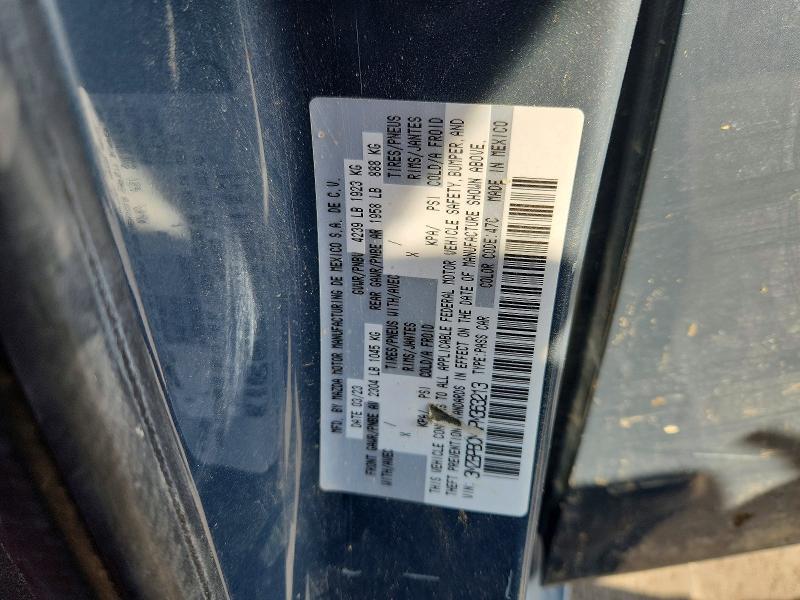 MFD. BY MAZDA MOTOR MANUFACTURING DE MEXICO S.A. DE C.V.
DATE 03/23 GVWR/PNBV 4239 LB 1923 KG
FRONT GAWR/PNBE AV 2304 LB 1045 KG REAR GAWR/PNBE AR 1958 LB 888 KG
WITH/AVEC TIRES/PNEUS WITH/AVEC / TIRES/PNEUS
X RIMS/JANTES X RIMS/JANTES
KPA/ PSI COLD/A FROID KPA/ PSI COLD/A FROID
THIS VEHICLE TO ALL APPLICABLE FEDERAL MOTOR VEHICLE SAFETY, BUMPER, AND
THEFT PREVENTION STANDARDS IN EFFECT ON THE DATE OF MANUFACTURE SHOWN ABOVE.
VIN: TYPE:PASS CAR COLOR CODE:47C MADE IN MEXICO